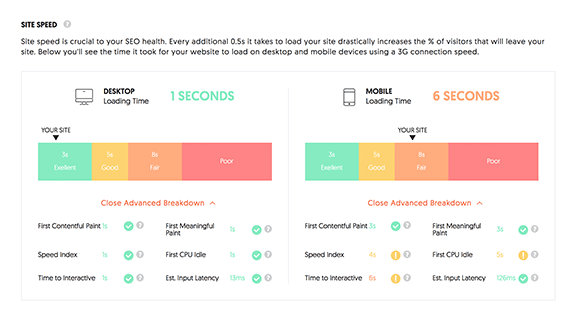 SITE SPEED ?
Site speed is crucial to your SEO health. Every additional 0.5s it takes to load your site drastically increases the % of visitors that will leave your
site. Below you'll see the time it took for your website to load on desktop and mobile devices using a 3G connection speed.
DESKTOP
Loading Time
1 SECONDS
YOUR SITE
3s
Exellent
5s
Good
8s
Fair
Poor
Close Advanced Breakdown
First Contentful Paint 1s ?
First Meaningful
Paint 1s ?
Speed Index 1s ?
First CPU Idle 1s ?
Time to Interactive 1s ?
Est. Input Latency 13ms ?
MOBILE
Loading Time
6 SECONDS
YOUR SITE
3s
Exellent
5s
Good
8s
Fair
Poor
Close Advanced Breakdown
First Contentful Paint 3s ?
First Meaningful
Paint 3s ?
Speed Index 4s ! ?
First CPU Idle 5s ! ?
Time to Interactive 6s ! ?
Est. Input Latency 126ms ?